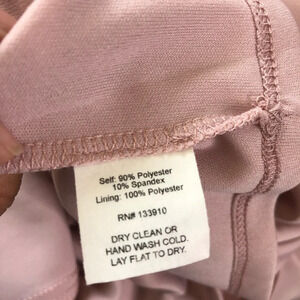 Self: 90% Polyester
10% Spandex
Lining: 100% Polyester
RN# 133910
DRY CLEAN OR
HAND WASH COLD.
LAY FLAT TO DRY.